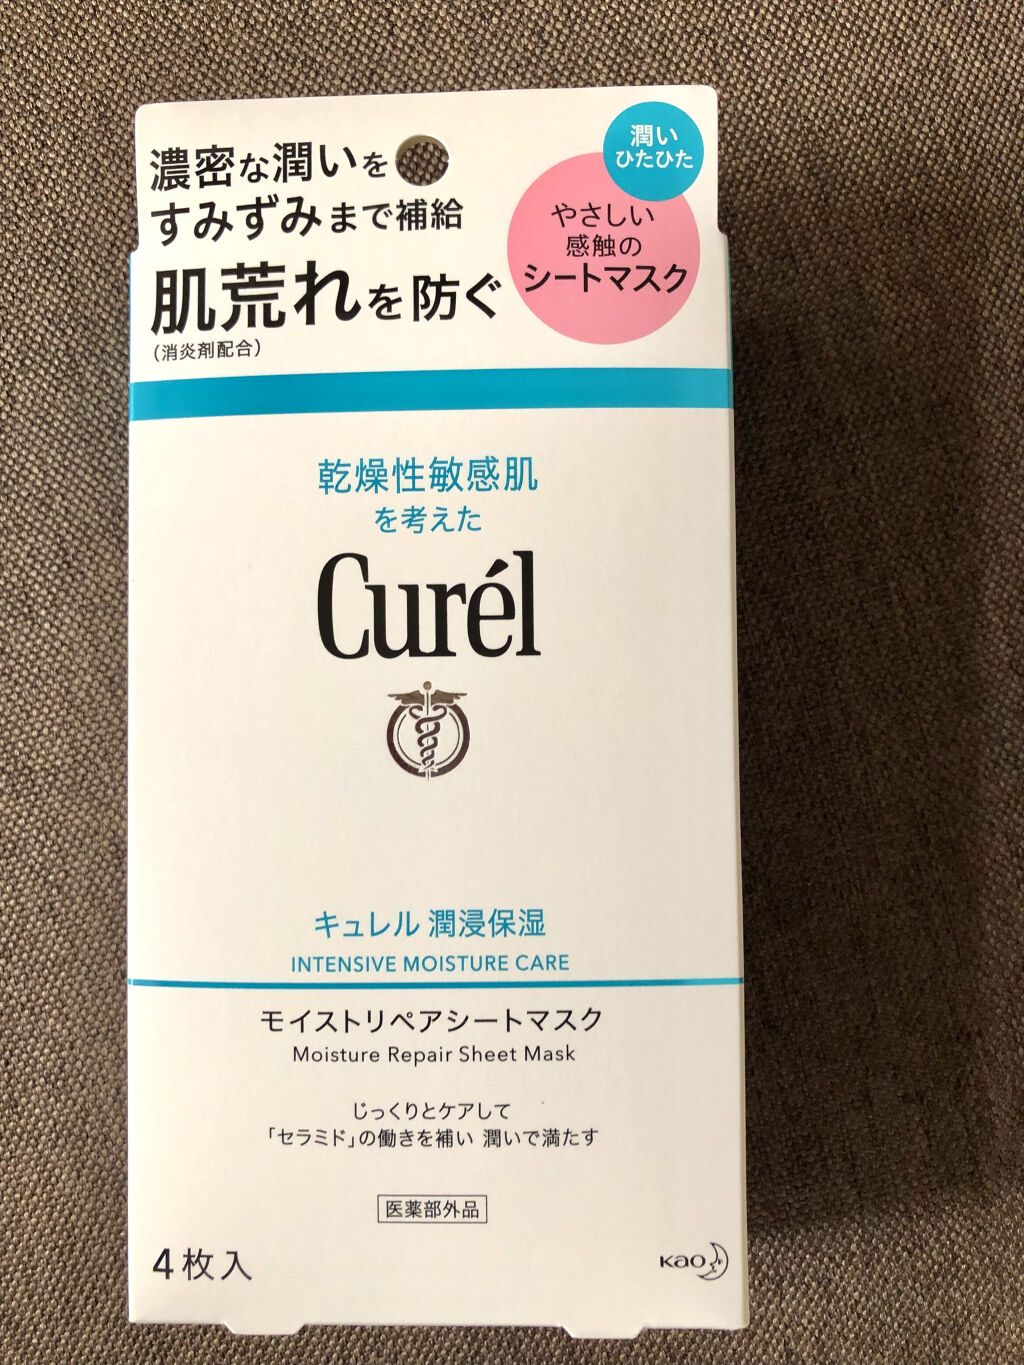 濃密な潤いを
すみずみまで補給
肌荒れを防ぐ
（消炎剤配合）
潤い
ひたひた
やさしい
感触の
シートマスク
乾燥性敏感肌
を考えた
Curél
キュレル 潤浸保湿
INTENSIVE MOISTURE CARE
モイストリペアシートマスク
Moisture Repair Sheet Mask
じっくりとケアして
「セラミド」の働きを補い 潤いで満たす
医薬部外品
4枚入
Kao